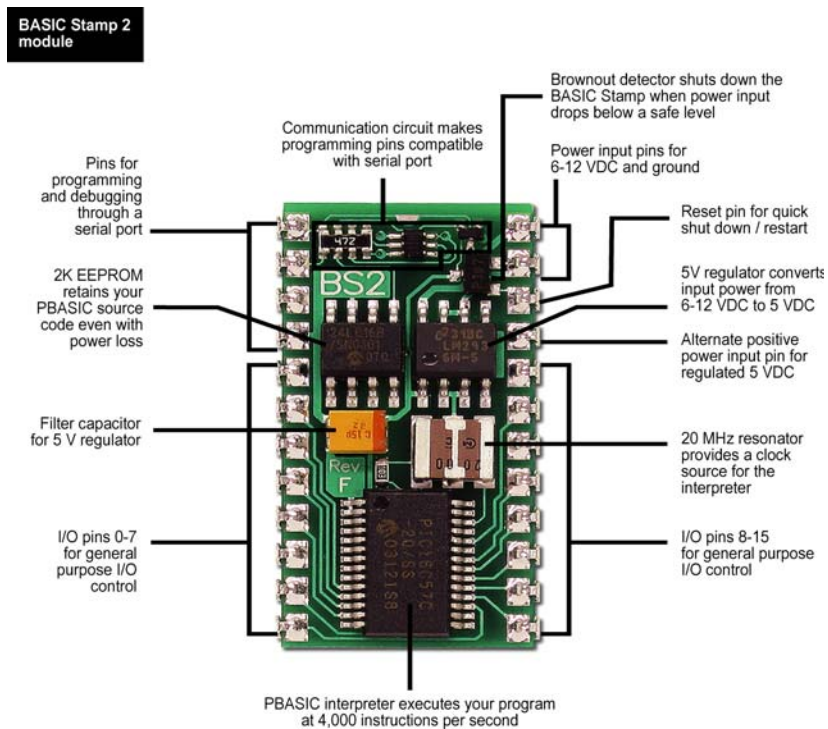 BASIC Stamp 2
module
Brownout detector shuts down the
BASIC Stamp when power input
drops below a safe level
Communication circuit makes
programming pins compatible
with serial port
Power input pins for
6-12 VDC and ground
Pins for
programming
and debugging
through a
serial port
Reset pin for quick
shut down / restart
2K EEPROM
retains your
PBASIC source
code even with
power loss
5V regulator converts
input power from
6-12 VDC to 5 VDC
Alternate positive
power input pin for
regulated 5 VDC
472
BS2
Filter capacitor
for 5 V regulator
20 MHz resonator
provides a clock
source for the
interpreter
Rev
F
I/O pins 0-7
for general
purpose I/O
control
I/O pins 8-15
for general purpose
I/O control
PIC16C57C
-20/SS
PBASIC interpreter executes your program
at 4,000 instructions per second